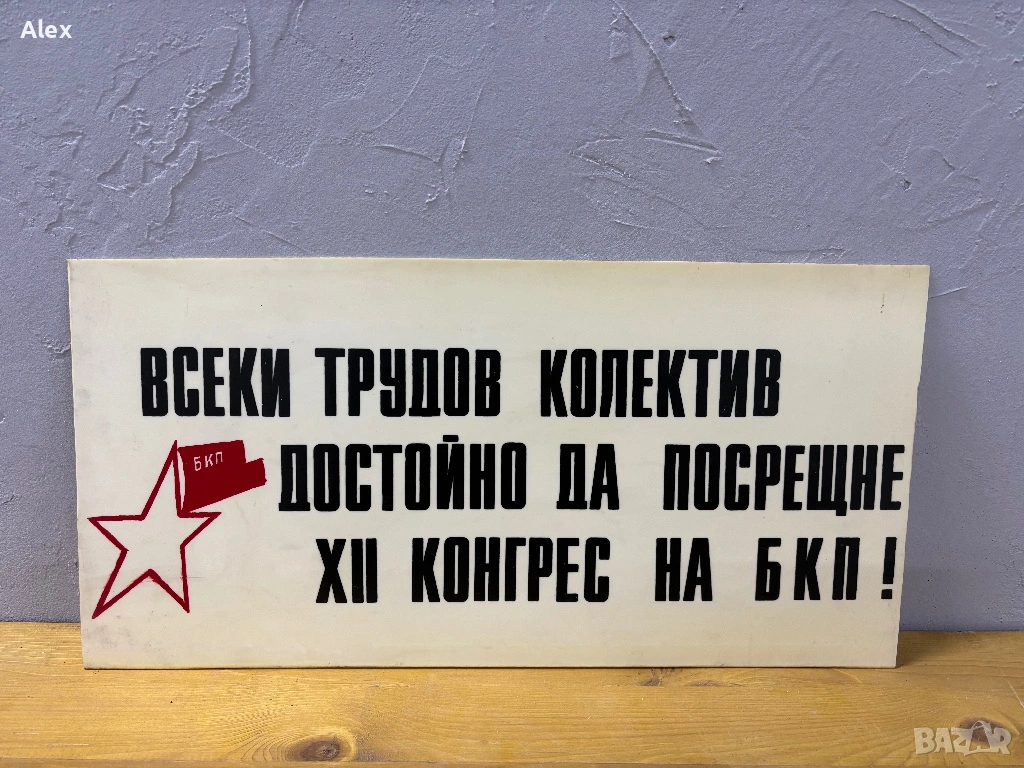 Alex
ВСЕКИ ТРУДОВ КОЛЕКТИВ
БКП
ДОСТОЙНО ДА ПОСРЕЩНЕ
XII КОНГРЕС НА БКП!
BAZAR